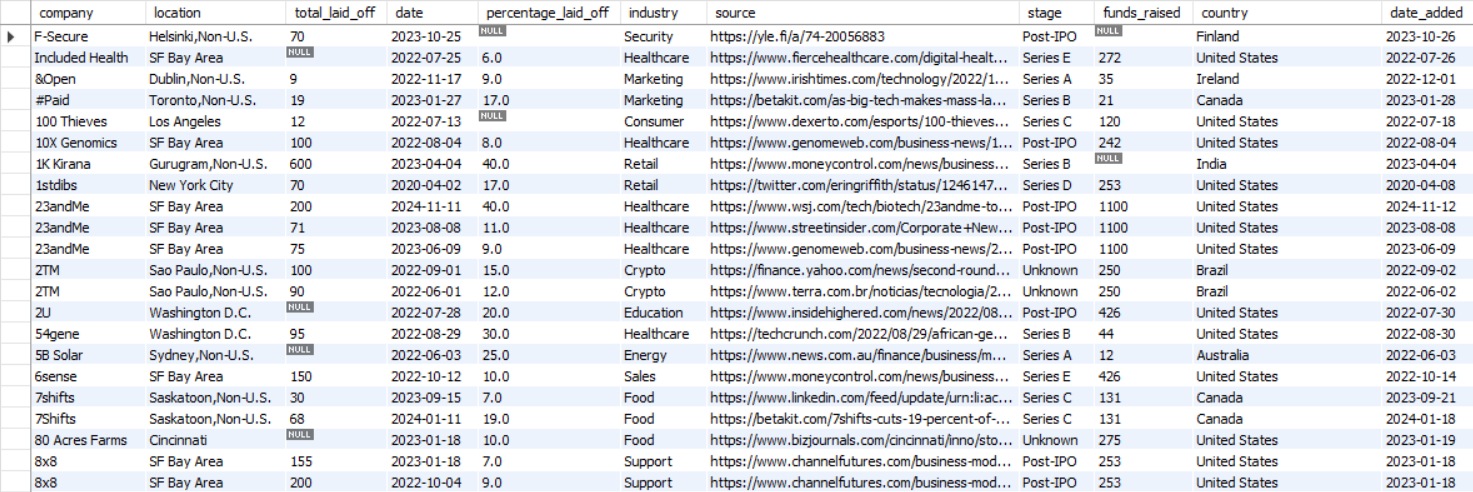 company location total_laid_off date percentage_laid_off industry source stage funds_raised country date_added
F-Secure Helsinki,Non-U.S. 70 2023-10-25 NULL Security https://yle.fi/a/74-20056883 Post-IPO NULL Finland 2023-10-26
Included Health SF Bay Area NULL 2022-07-25 6.0 Healthcare https://www.fiercehealthcare.com/digital-healt... Series E 272 United States 2022-07-26
&Open Dublin,Non-U.S. 9 2022-11-17 9.0 Marketing https://www.irishtimes.com/technology/2022/1... Series A 35 Ireland 2022-12-01
#Paid Toronto,Non-U.S. 19 2023-01-27 17.0 Marketing https://betakit.com/as-big-tech-makes-mass-la... Series B 21 Canada 2023-01-28
100 Thieves Los Angeles 12 2022-07-13 NULL Consumer https://www.dexerto.com/esports/100-thieves... Series C 120 United States 2022-07-18
10X Genomics SF Bay Area 100 2022-08-04 8.0 Healthcare https://www.genomeweb.com/business-news/1... Post-IPO 242 United States 2022-08-04
1K Kirana Gurugram,Non-U.S. 600 2023-04-04 40.0 Retail https://www.moneycontrol.com/news/business... Series B NULL India 2023-04-04
1stdibs New York City 70 2020-04-02 17.0 Retail https://twitter.com/eringriffith/status/1246147... Series D 253 United States 2020-04-08
23andMe SF Bay Area 200 2024-11-11 40.0 Healthcare https://www.wsj.com/tech/biotech/23andme-to... Post-IPO 1100 United States 2024-11-12
23andMe SF Bay Area 71 2023-08-08 11.0 Healthcare https://www.streetinsider.com/Corporate+New... Post-IPO 1100 United States 2023-08-08
23andMe SF Bay Area 75 2023-06-09 9.0 Healthcare https://www.genomeweb.com/business-news/2... Post-IPO 1100 United States 2023-06-09
2TM Sao Paulo,Non-U.S. 100 2022-09-01 15.0 Crypto https://finance.yahoo.com/news/second-round... Unknown 250 Brazil 2022-09-02
2TM Sao Paulo,Non-U.S. 90 2022-06-01 12.0 Crypto https://www.terra.com.br/noticias/tecnologia/2... Unknown 250 Brazil 2022-06-02
2U Washington D.C. NULL 2022-07-28 20.0 Education https://www.insidehighered.com/news/2022/08... Post-IPO 426 United States 2022-07-30
54gene Washington D.C. 95 2022-08-29 30.0 Healthcare https://techcrunch.com/2022/08/29/african-ge... Series B 44 United States 2022-08-30
5B Solar Sydney,Non-U.S. NULL 2022-06-03 25.0 Energy https://www.news.com.au/finance/business/m... Series A 12 Australia 2022-06-03
6sense SF Bay Area 150 2022-10-12 10.0 Sales https://www.moneycontrol.com/news/business... Series E 426 United States 2022-10-14
7shifts Saskatoon,Non-U.S. 30 2023-09-15 7.0 Food https://www.linkedin.com/feed/update/urn:li:ac... Series C 131 Canada 2023-09-21
7Shifts Saskatoon,Non-U.S. 68 2024-01-11 19.0 Food https://betakit.com/7shifts-cuts-19-percent-of-... Series C 131 Canada 2024-01-18
80 Acres Farms Cincinnati NULL 2023-01-18 10.0 Food https://www.bizjournals.com/cincinnati/inno/sto... Unknown 275 United States 2023-01-19
8x8 SF Bay Area 155 2023-01-18 7.0 Support https://www.channelfutures.com/business-mod... Post-IPO 253 United States 2023-01-18
8x8 SF Bay Area 200 2022-10-04 9.0 Support https://www.channelfutures.com/business-mod... Post-IPO 253 United States 2023-01-18